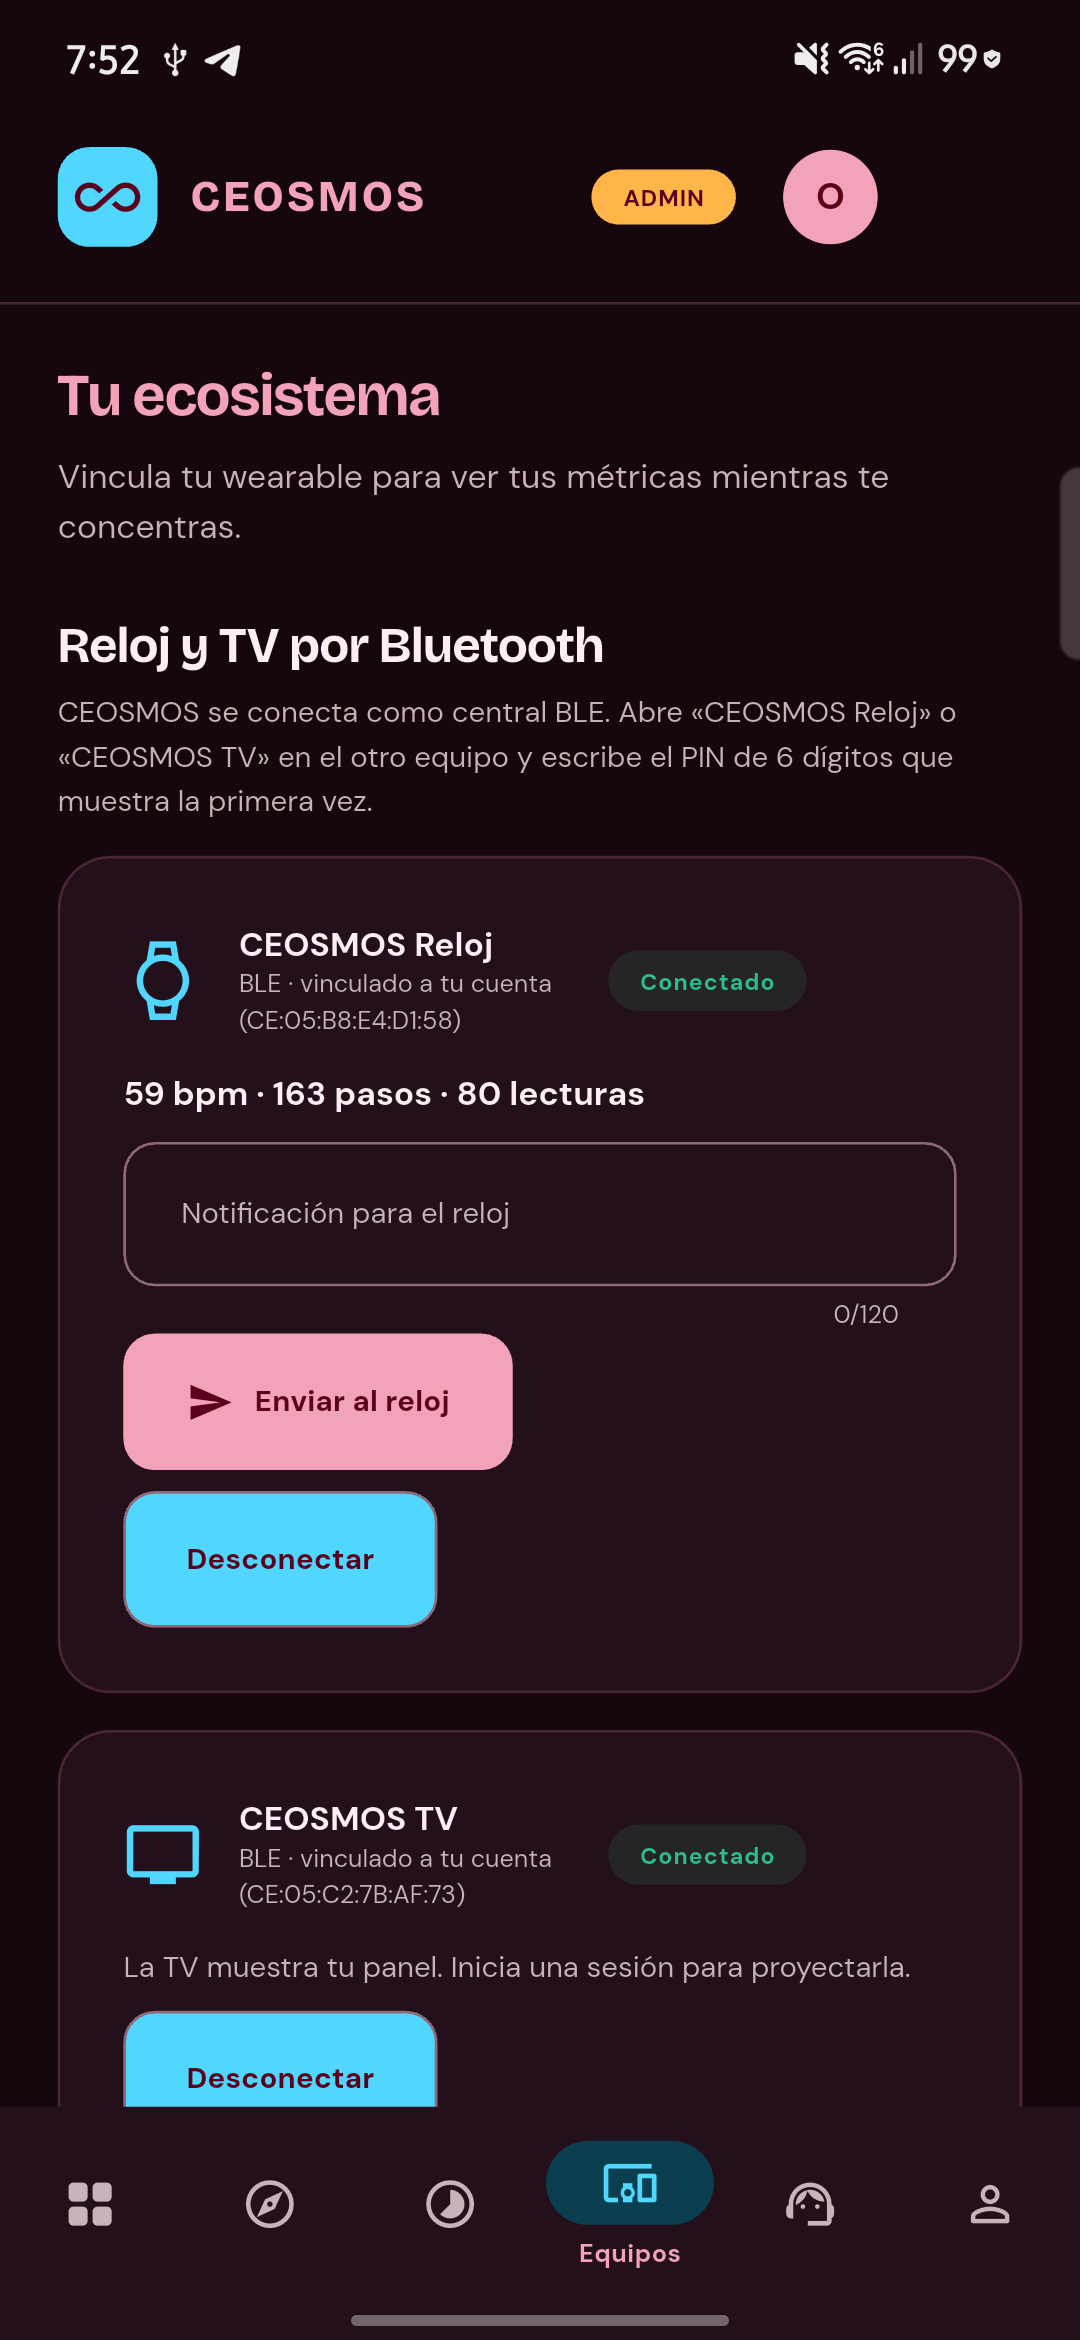 7:52
6
99
CEOSMOS
ADMIN
O
Tu ecosistema
Vincula tu wearable para ver tus métricas mientras te
concentras.
Reloj y TV por Bluetooth
CEOSMOS se conecta como central BLE. Abre «CEOSMOS Reloj» o
«CEOSMOS TV» en el otro equipo y escribe el PIN de 6 dígitos que
muestra la primera vez.
CEOSMOS Reloj
BLE · vinculado a tu cuenta
(CE:05:B8:E4:D1:58)
Conectado
59 bpm · 163 pasos · 80 lecturas
Notificación para el reloj
0/120
Enviar al reloj
Desconectar
CEOSMOS TV
BLE · vinculado a tu cuenta
(CE:05:C2:7B:AF:73)
Conectado
La TV muestra tu panel. Inicia una sesión para proyectarla.
Desconectar
Equipos